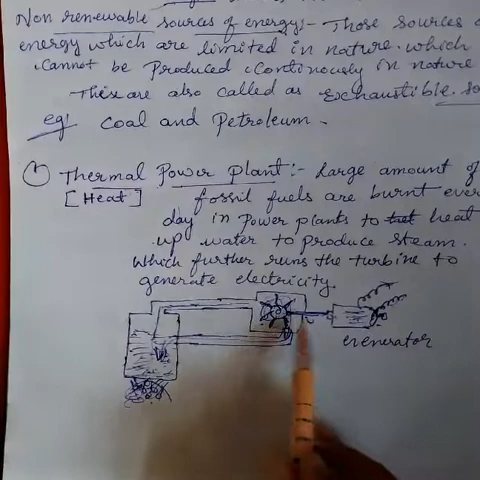 Non renewable sources of energy:- Those sources
energy which are limited in nature. which
cannot be Produced Continously in nature
These are also called as Exhaustible. so
eg: Coal and Petroleum -
① Thermal Power plant:- Large amount of
[Heat] fossil fuels are burnt ever
day in Power plants to heat
up water to produce steam.
Which further runs the turbine to
generate electricity.
Generator